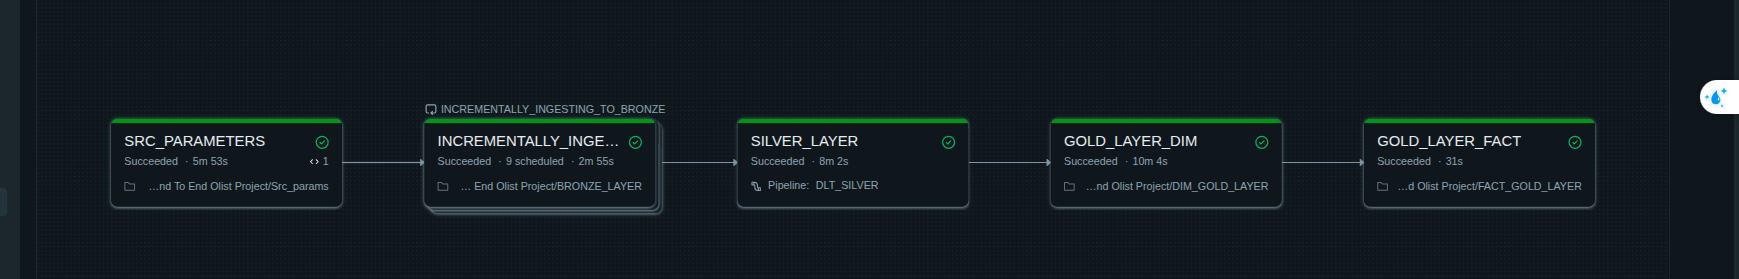 INCREMENTALLY_INGESTING_TO_BRONZE
SRC_PARAMETERS
Succeeded · 5m 53s
1
...nd To End Olist Project/Src_params
INCREMENTALLY_INGE...
Succeeded · 9 scheduled · 2m 55s
... End Olist Project/BRONZE_LAYER
SILVER_LAYER
Succeeded · 8m 2s
Pipeline: DLT_SILVER
GOLD_LAYER_DIM
Succeeded · 10m 4s
...nd Olist Project/DIM_GOLD_LAYER
GOLD_LAYER_FACT
Succeeded · 31s
...d Olist Project/FACT_GOLD_LAYER